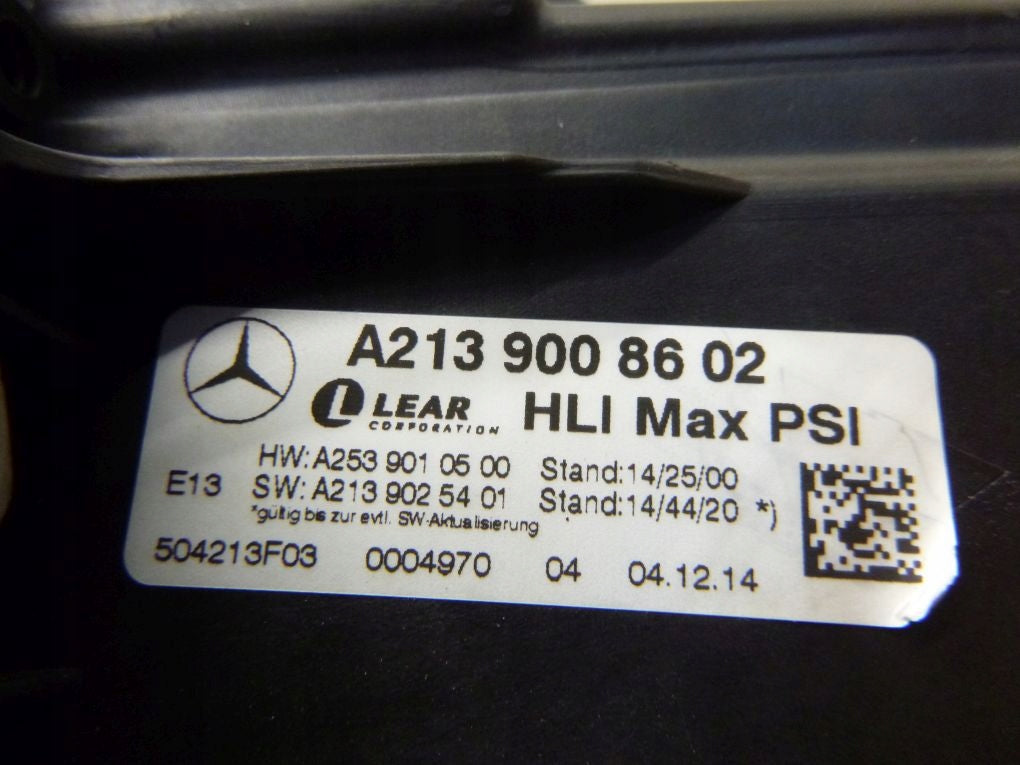 A213 900 86 02
LEAR HLI Max PSI
CORPORATION
HW: A253 901 05 00 Stand: 14/25/00
E13 SW: A213 902 54 01 Stand: 14/44/20 *)
*gültig bis zur evtl. SW-Aktualisierung
504213F03 0004970 04 04.12.14